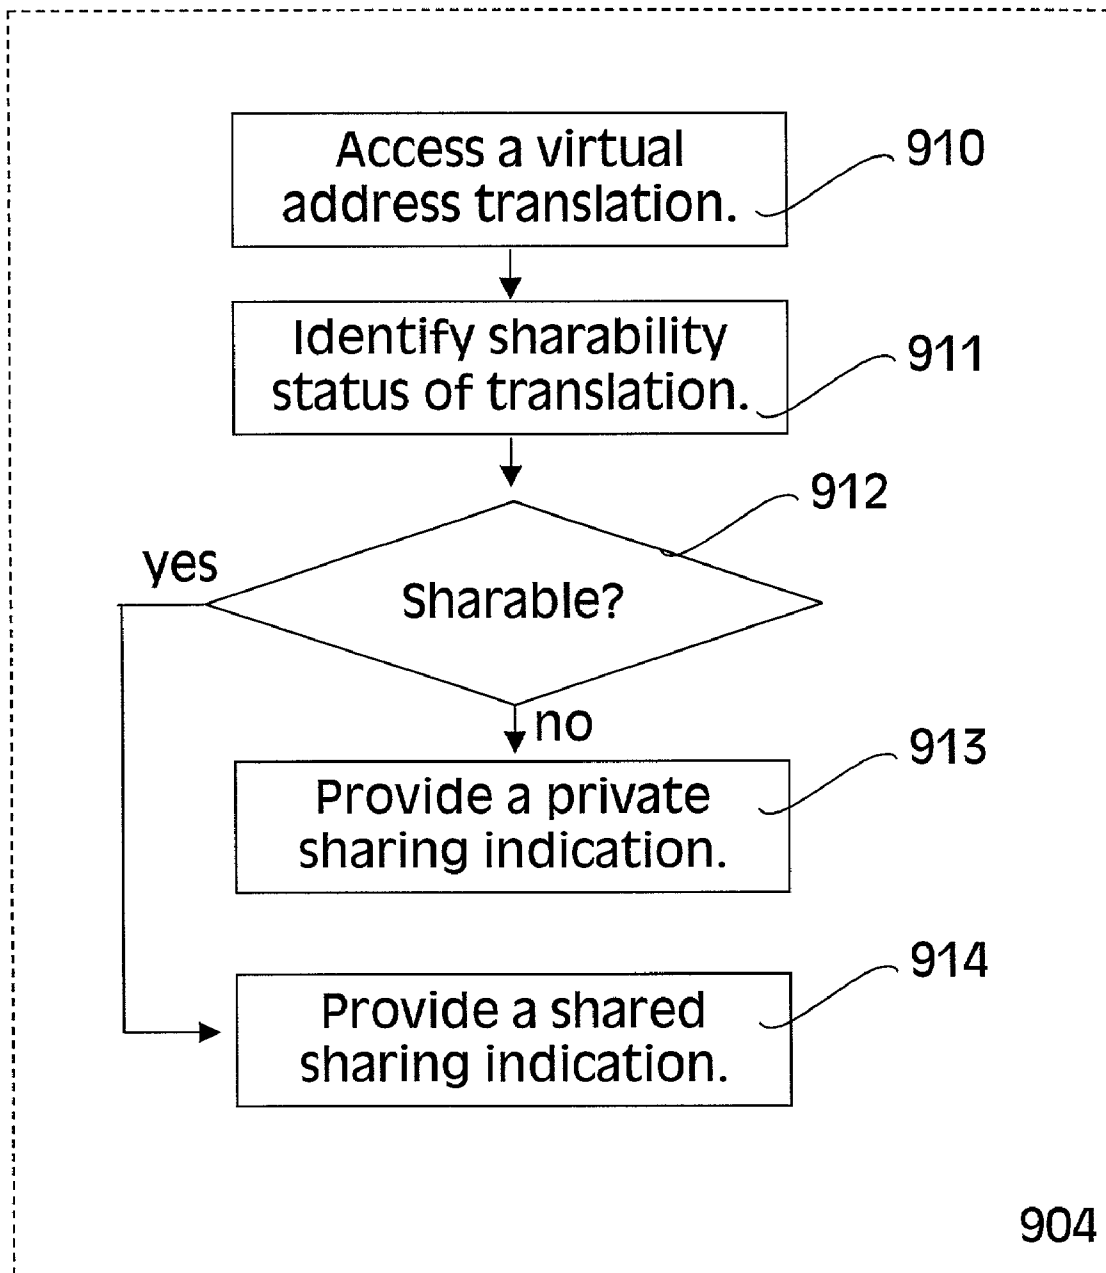 Access a virtual
address translation.
910
Identify sharability
status of translation.
911
912
yes
Sharable?
no
Provide a private
sharing indication.
913
Provide a shared
sharing indication.
914
904